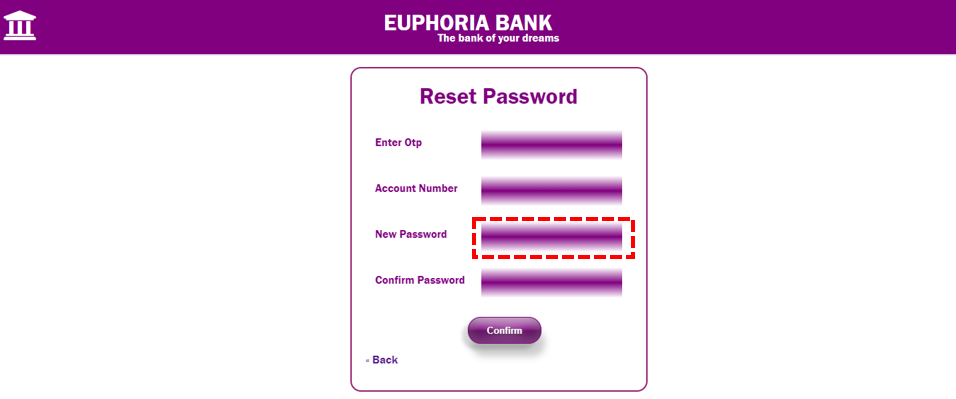 EUPHORIA BANK
The bank of your dreams
Reset Password
Enter Otp
Account Number
New Password
Confirm Password
Confirm
« Back